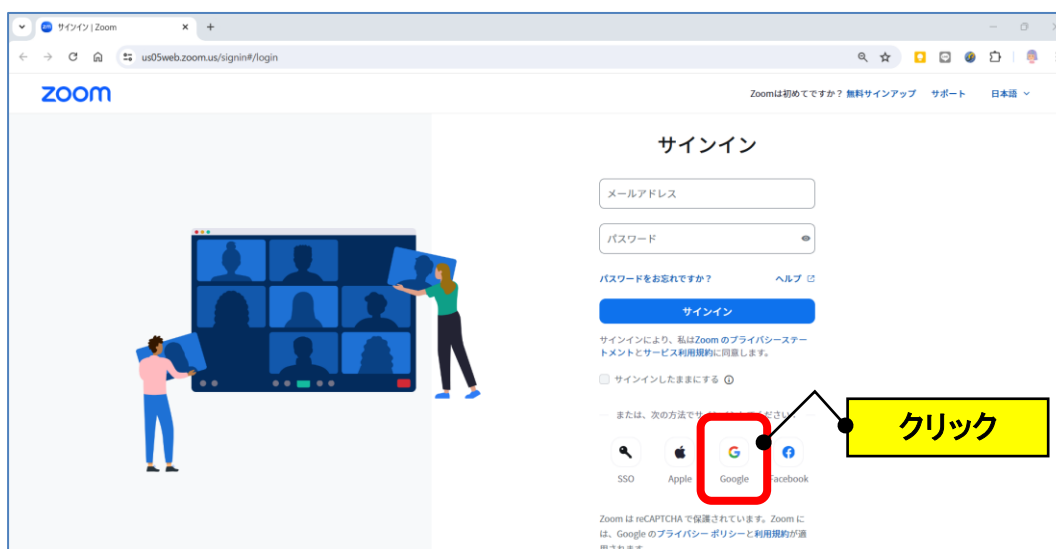 サインイン | Zoom
us05web.zoom.us/signin#/login
zoom
Zoomは初めてですか？ 無料サインアップ サポート 日本語
サインイン
メールアドレス
パスワード
パスワードをお忘れですか？ ヘルプ
サインイン
サインインにより、私はZoom のプライバシーステー
トメントとサービス利用規約に同意します。
サインインしたままにする
または、次の方法でサ ください
クリック
SSO Apple Google Facebook
Zoom は reCAPTCHA で保護されています。Zoom に
は、Google のプライバシー ポリシーと利用規約が適
用されます